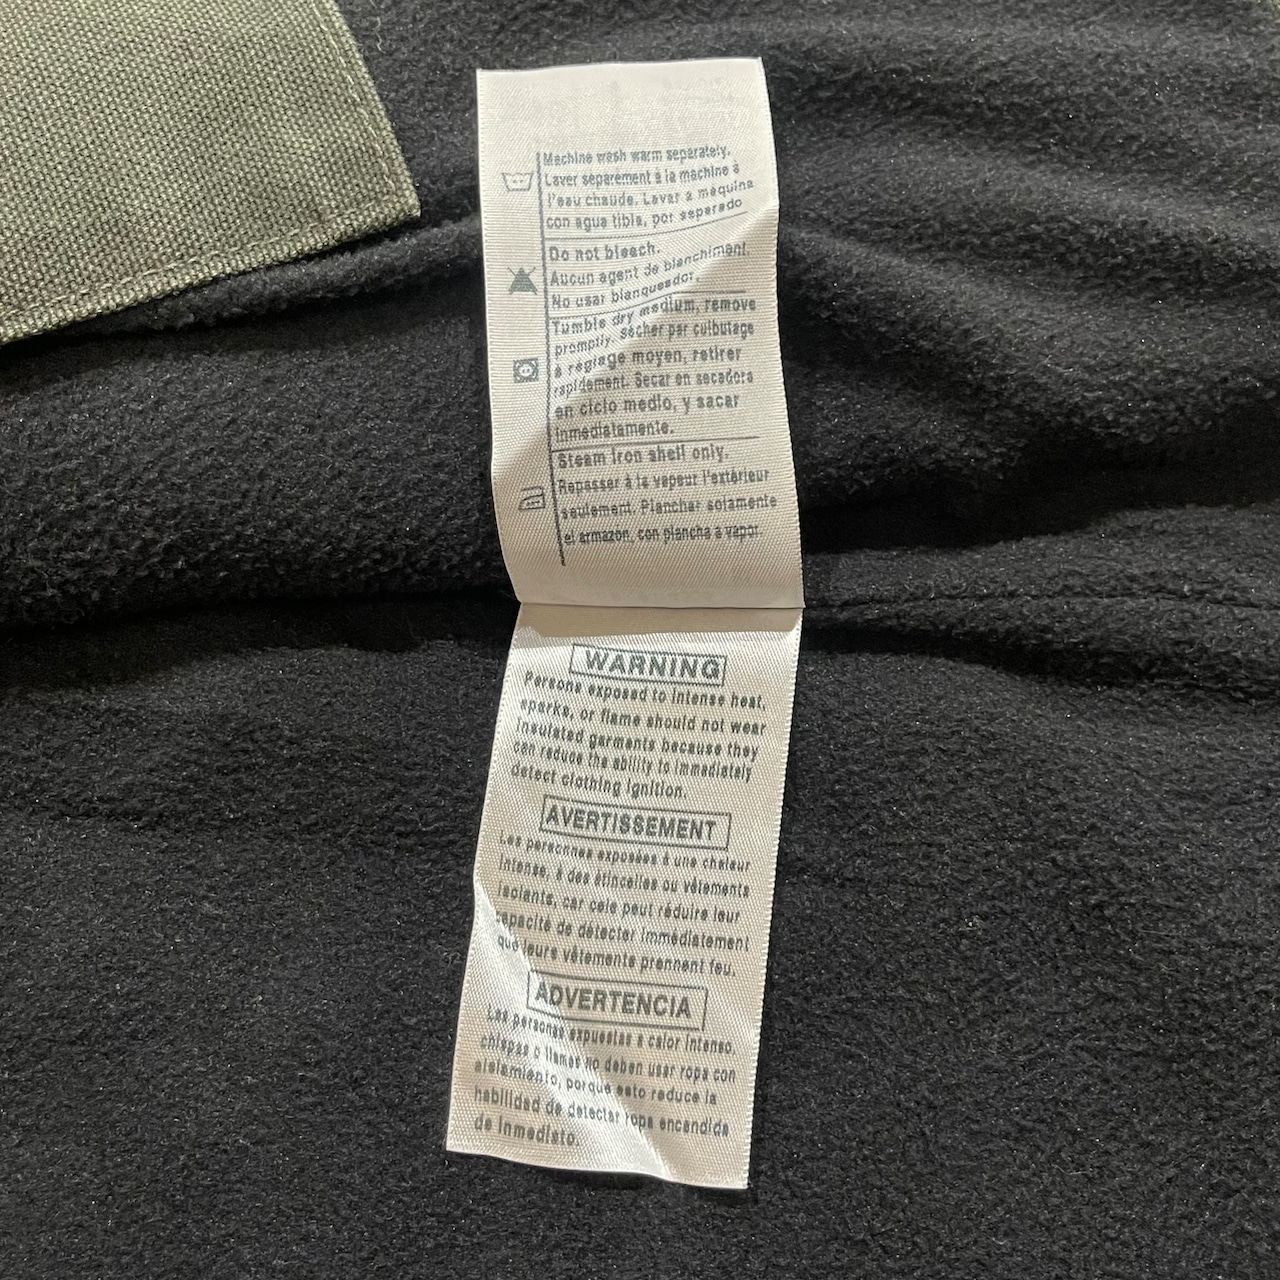 Machine wash warm separately.
Laver séparement à la machine à
l'eau chaude. Lavar a maquina
con agua tibia, por separado
Do not bleach.
Aucun agent de blanchiment.
No usar blanqueador.
Tumble dry medium, remove
promptly. Sécher par culbutage
à réglage moyen, retirer
rapidement. Secar en secadora
en ciclo medio, y sacar
inmediatamente.
Steam iron shell only.
Repasser à la vapeur l'extérieur
seulement. Planchar solamente
el armazón, con plancha a vapor.
WARNING
Persons exposed to intense heat,
sparks, or flame should not wear
insulated garments because they
can reduce the ability to immediately
detect clothing ignition.
AVERTISSEMENT
Les personnes exposées à une chaleur
intense, à des étincelles ou vêtements
isolants, car cele peut réduire leur
capacité de détecter immédiatement
que leurs vêtements prennent feu.
ADVERTENCIA
Las personas expuestas a calor intenso,
chispas o llamas no deben usar ropa con
aislamiento, porque esto reduce la
habilidad de detectar ropa encendida
de inmediato.